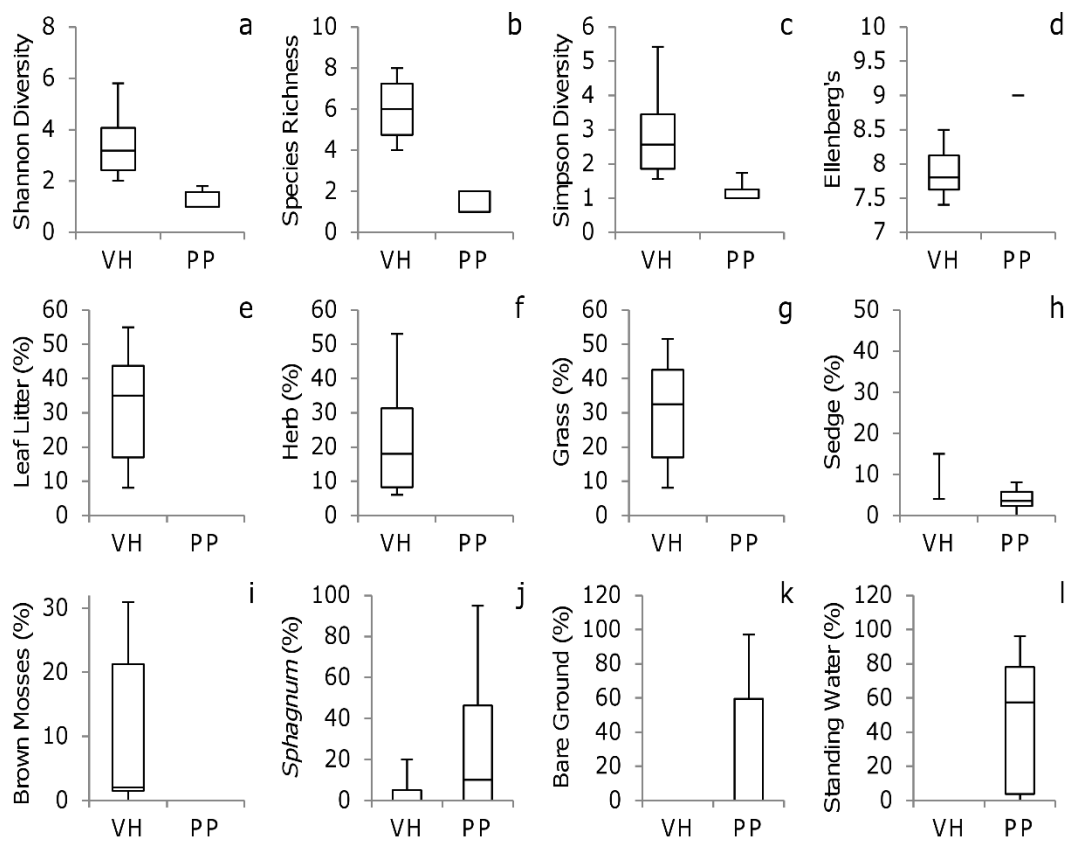 Shannon Diversity
a
8
6
4
2
0
VH PP
Species Richness
b
10
8
6
4
2
0
VH PP
Simpson Diversity
c
6
5
4
3
2
1
0
VH PP
Ellenberg's
d
10
9.5
9
8.5
8
7.5
7
VH PP
Leaf Litter (%)
e
60
50
40
30
20
10
0
VH PP
Herb (%)
f
60
50
40
30
20
10
0
VH PP
Grass (%)
g
60
50
40
30
20
10
0
VH PP
Sedge (%)
h
50
40
30
20
10
0
VH PP
Brown Mosses (%)
i
30
20
10
0
VH PP
Sphagnum (%)
j
100
80
60
40
20
0
VH PP
Bare Ground (%)
k
120
100
80
60
40
20
0
VH PP
Standing Water (%)
l
120
100
80
60
40
20
0
VH PP